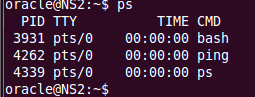 oracle@NS2:~$ ps
  PID TTY          TIME CMD
 3931 pts/0    00:00:00 bash
 4262 pts/0    00:00:00 ping
 4339 pts/0    00:00:00 ps
oracle@NS2:~$